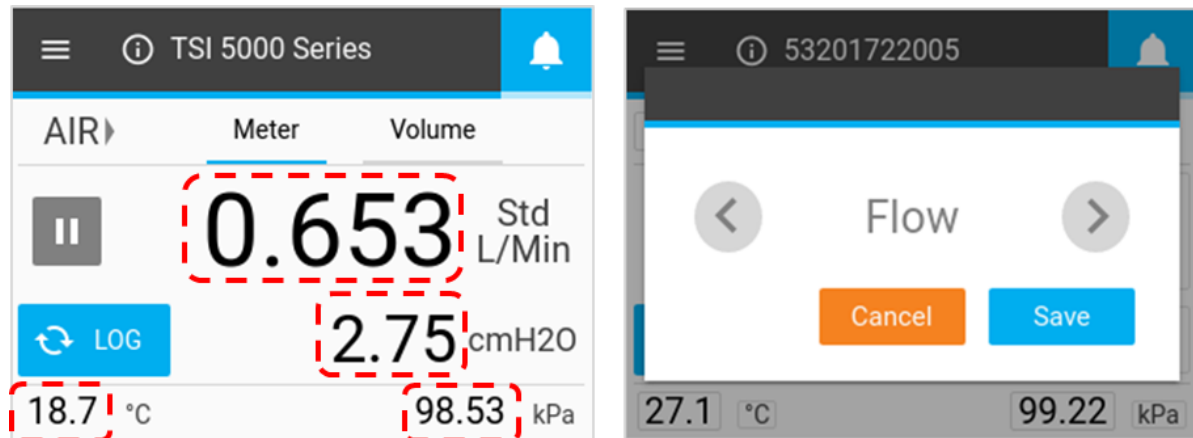 TSI 5000 Series
AIR Meter Volume
0.653 Std L/Min
LOG 2.75 cmH2O
18.7 °C 98.53 kPa
53201722005
Flow
Cancel Save
27.1 °C 99.22 kPa